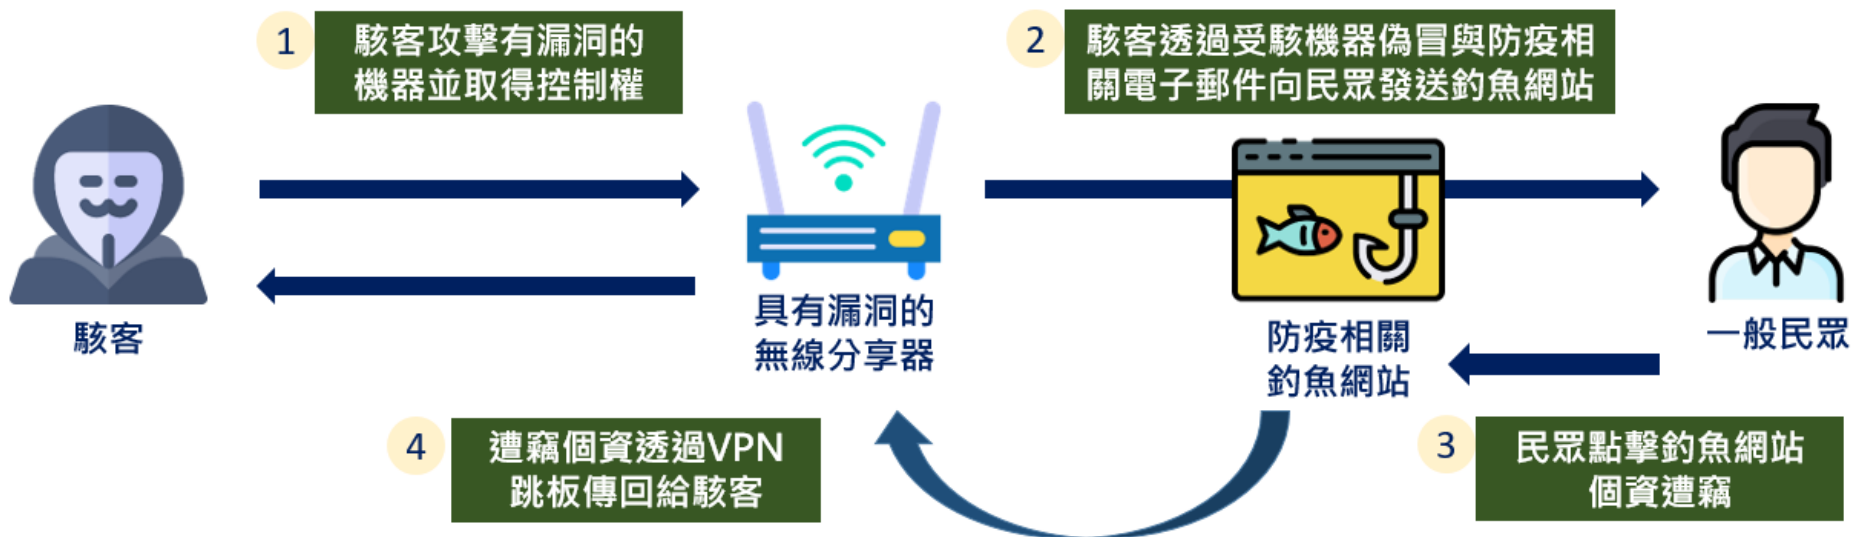 1
駭客攻擊有漏洞的
機器並取得控制權
2
駭客透過受駭機器偽冒與防疫相
關電子郵件向民眾發送釣魚網站
駭客
具有漏洞的
無線分享器
防疫相關
釣魚網站
一般民眾
3
民眾點擊釣魚網站
個資遭竊
4
遭竊個資透過VPN
跳板傳回給駭客